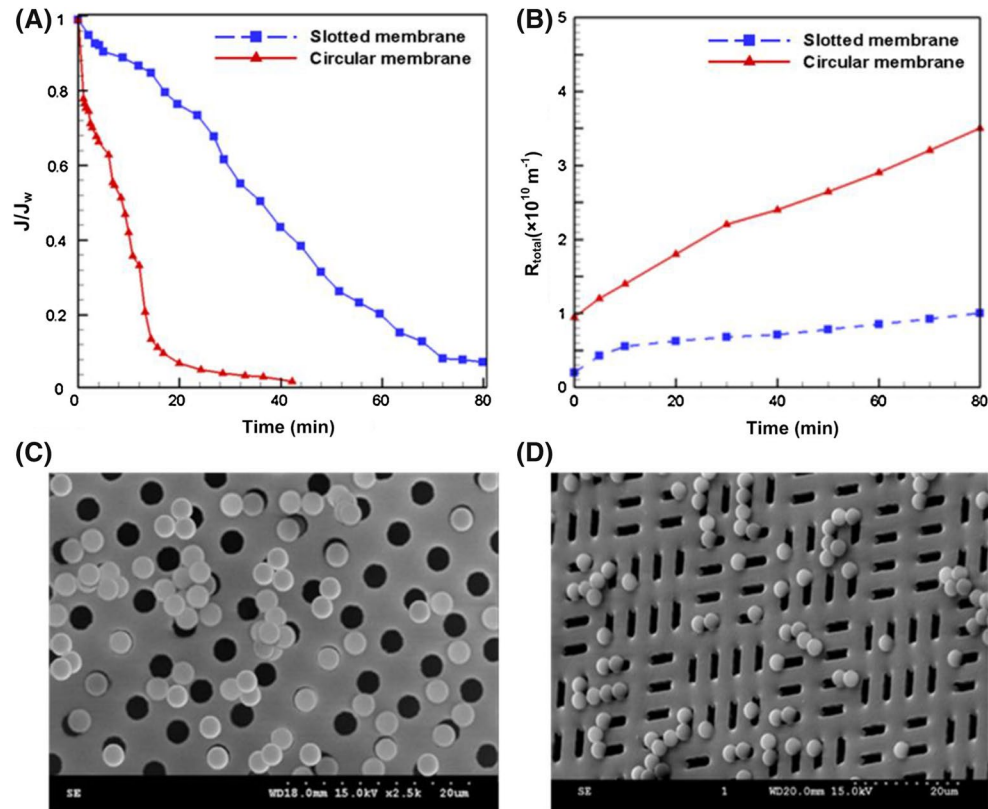 (A)
1
0.8
0.6
0.4
0.2
0
J/Jw
0 20 40 60 80
Time (min)
Slotted membrane
Circular membrane
(B)
5
4
3
2
1
0
Rtotal(×10¹⁰ m⁻¹)
0 20 40 60 80
Time (min)
Slotted membrane
Circular membrane
(C)
SE WD18.0mm 15.0kV x2.5k 20um
(D)
SE 1 WD20.0mm 15.0kV 20um